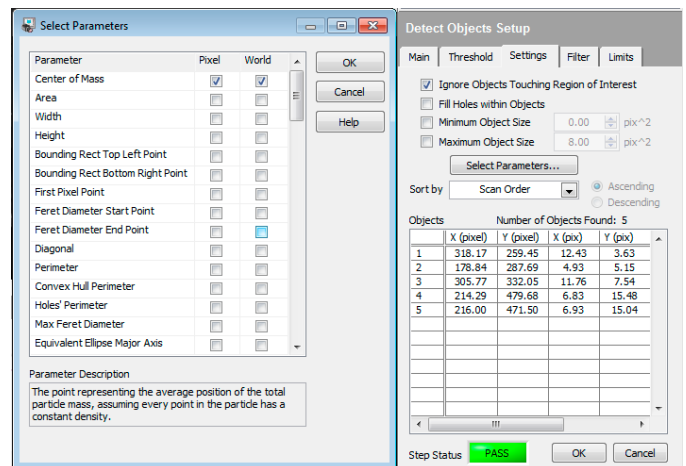 Select Parameters
Parameter Pixel World
Center of Mass
Area
Width
Height
Bounding Rect Top Left Point
Bounding Rect Bottom Right Point
First Pixel Point
Feret Diameter Start Point
Feret Diameter End Point
Diagonal
Perimeter
Convex Hull Perimeter
Holes' Perimeter
Max Feret Diameter
Equivalent Ellipse Major Axis
OK
Cancel
Help
Parameter Description
The point representing the average position of the total
particle mass, assuming every point in the particle has a
constant density.
Detect Objects Setup
Main Threshold Settings Filter Limits
Ignore Objects Touching Region of Interest
Fill Holes within Objects
Minimum Object Size 0.00 pix^2
Maximum Object Size 8.00 pix^2
Select Parameters...
Sort by Scan Order Ascending
Descending
Objects Number of Objects Found: 5
X (pixel) Y (pixel) X (pix) Y (pix)
1 318.17 259.45 12.43 3.63
2 178.84 287.69 4.93 5.15
3 305.77 332.05 11.76 7.54
4 214.29 479.68 6.83 15.48
5 216.00 471.50 6.93 15.04
Step Status PASS OK Cancel